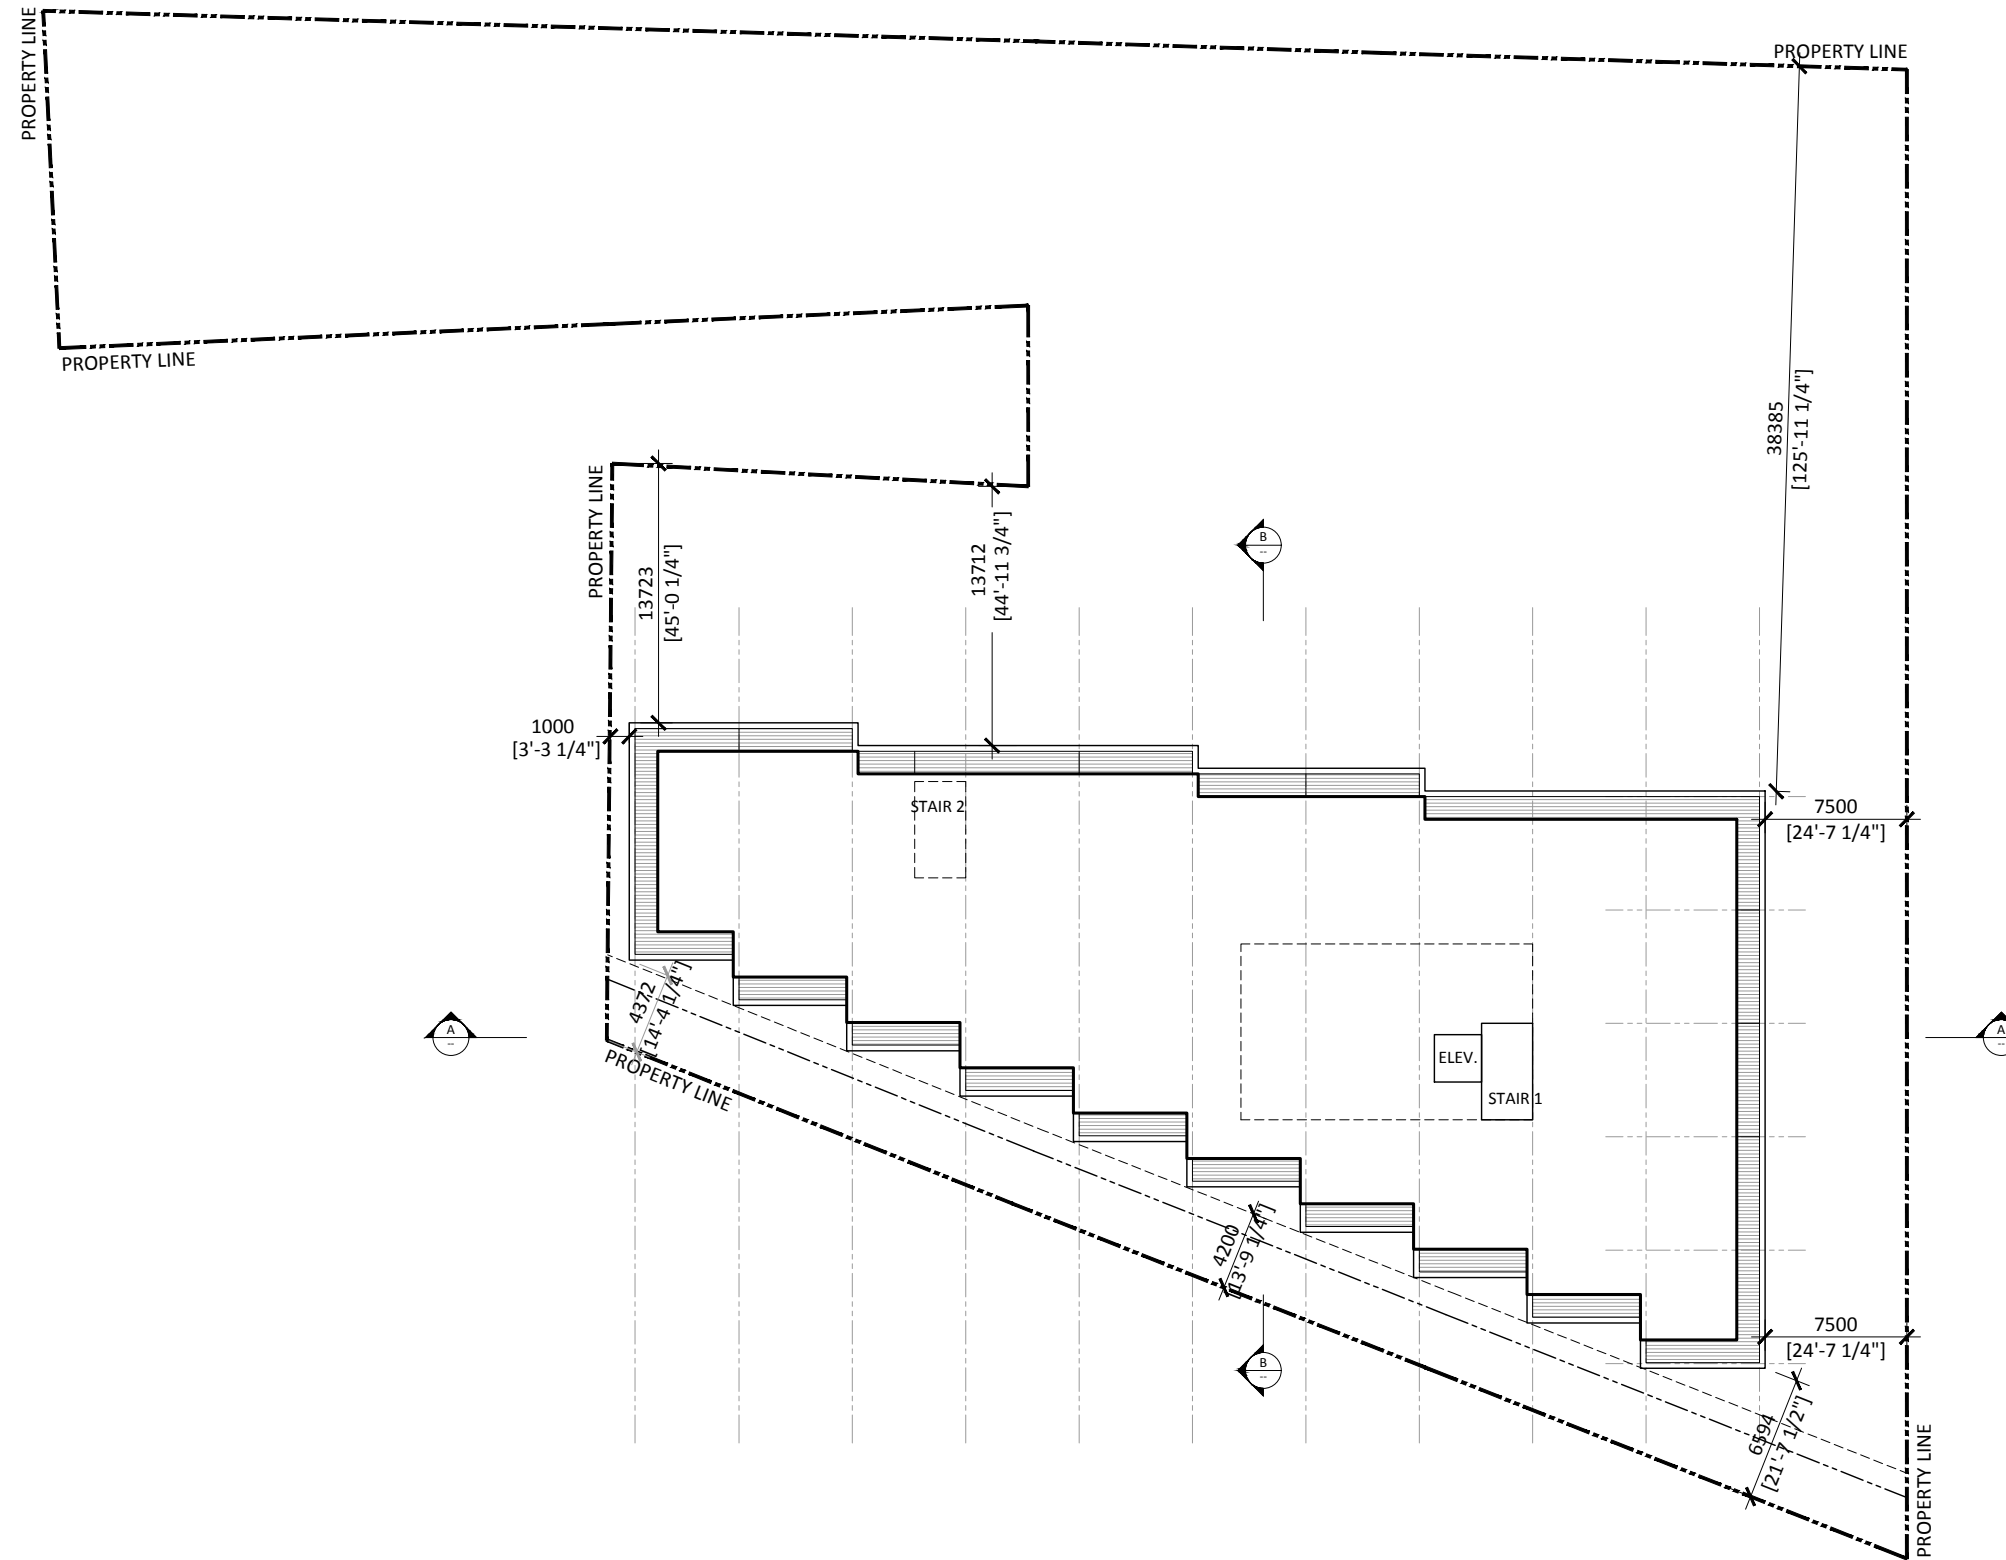 PROPERTY LINE
PROPERTY LINE
PROPERTY LINE
38385
[125'-11 1/4"]
PROPERTY LINE
13723
[45'-0 1/4"]
13712
[44'-11 3/4"]
B
--
1000
[3'-3 1/4"]
STAIR 2
7500
[24'-7 1/4"]
4372
[14'-4 1/4"]
A
--
A
--
ELEV.
STAIR 1
PROPERTY LINE
4200
[13'-9 1/4"]
7500
[24'-7 1/4"]
B
--
6594
[21'-7 1/2"]
PROPERTY LINE